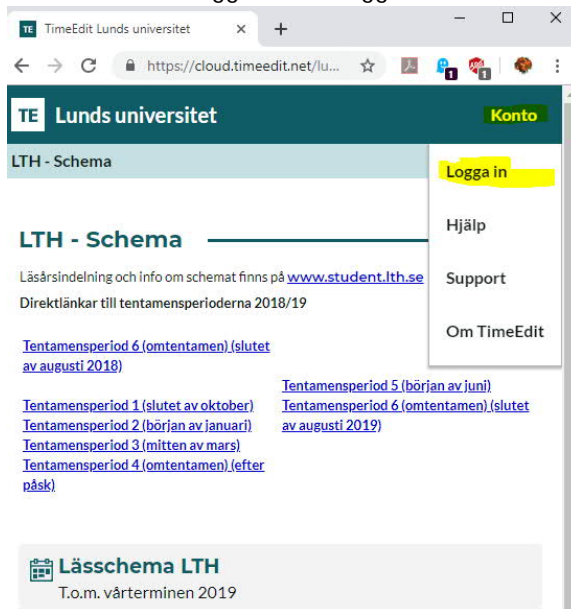 TimeEdit Lunds universitet
https://cloud.timeedit.net/lu...
1
1
TE Lunds universitet
Konto
LTH - Schema
Logga in
Hjälp
Support
Om TimeEdit
LTH - Schema
Läsårsindelning och info om schemat finns på www.student.lth.se
Direktlänkar till tentamensperioderna 2018/19
Tentamensperiod 6 (omtentamen) (slutet
av augusti 2018)
Tentamensperiod 1 (slutet av oktober)
Tentamensperiod 2 (början av januari)
Tentamensperiod 3 (mitten av mars)
Tentamensperiod 4 (omtentamen) (efter
påsk)
Tentamensperiod 5 (början av juni)
Tentamensperiod 6 (omtentamen) (slutet
av augusti 2019)
Lässchema LTH
T.o.m. vårterminen 2019